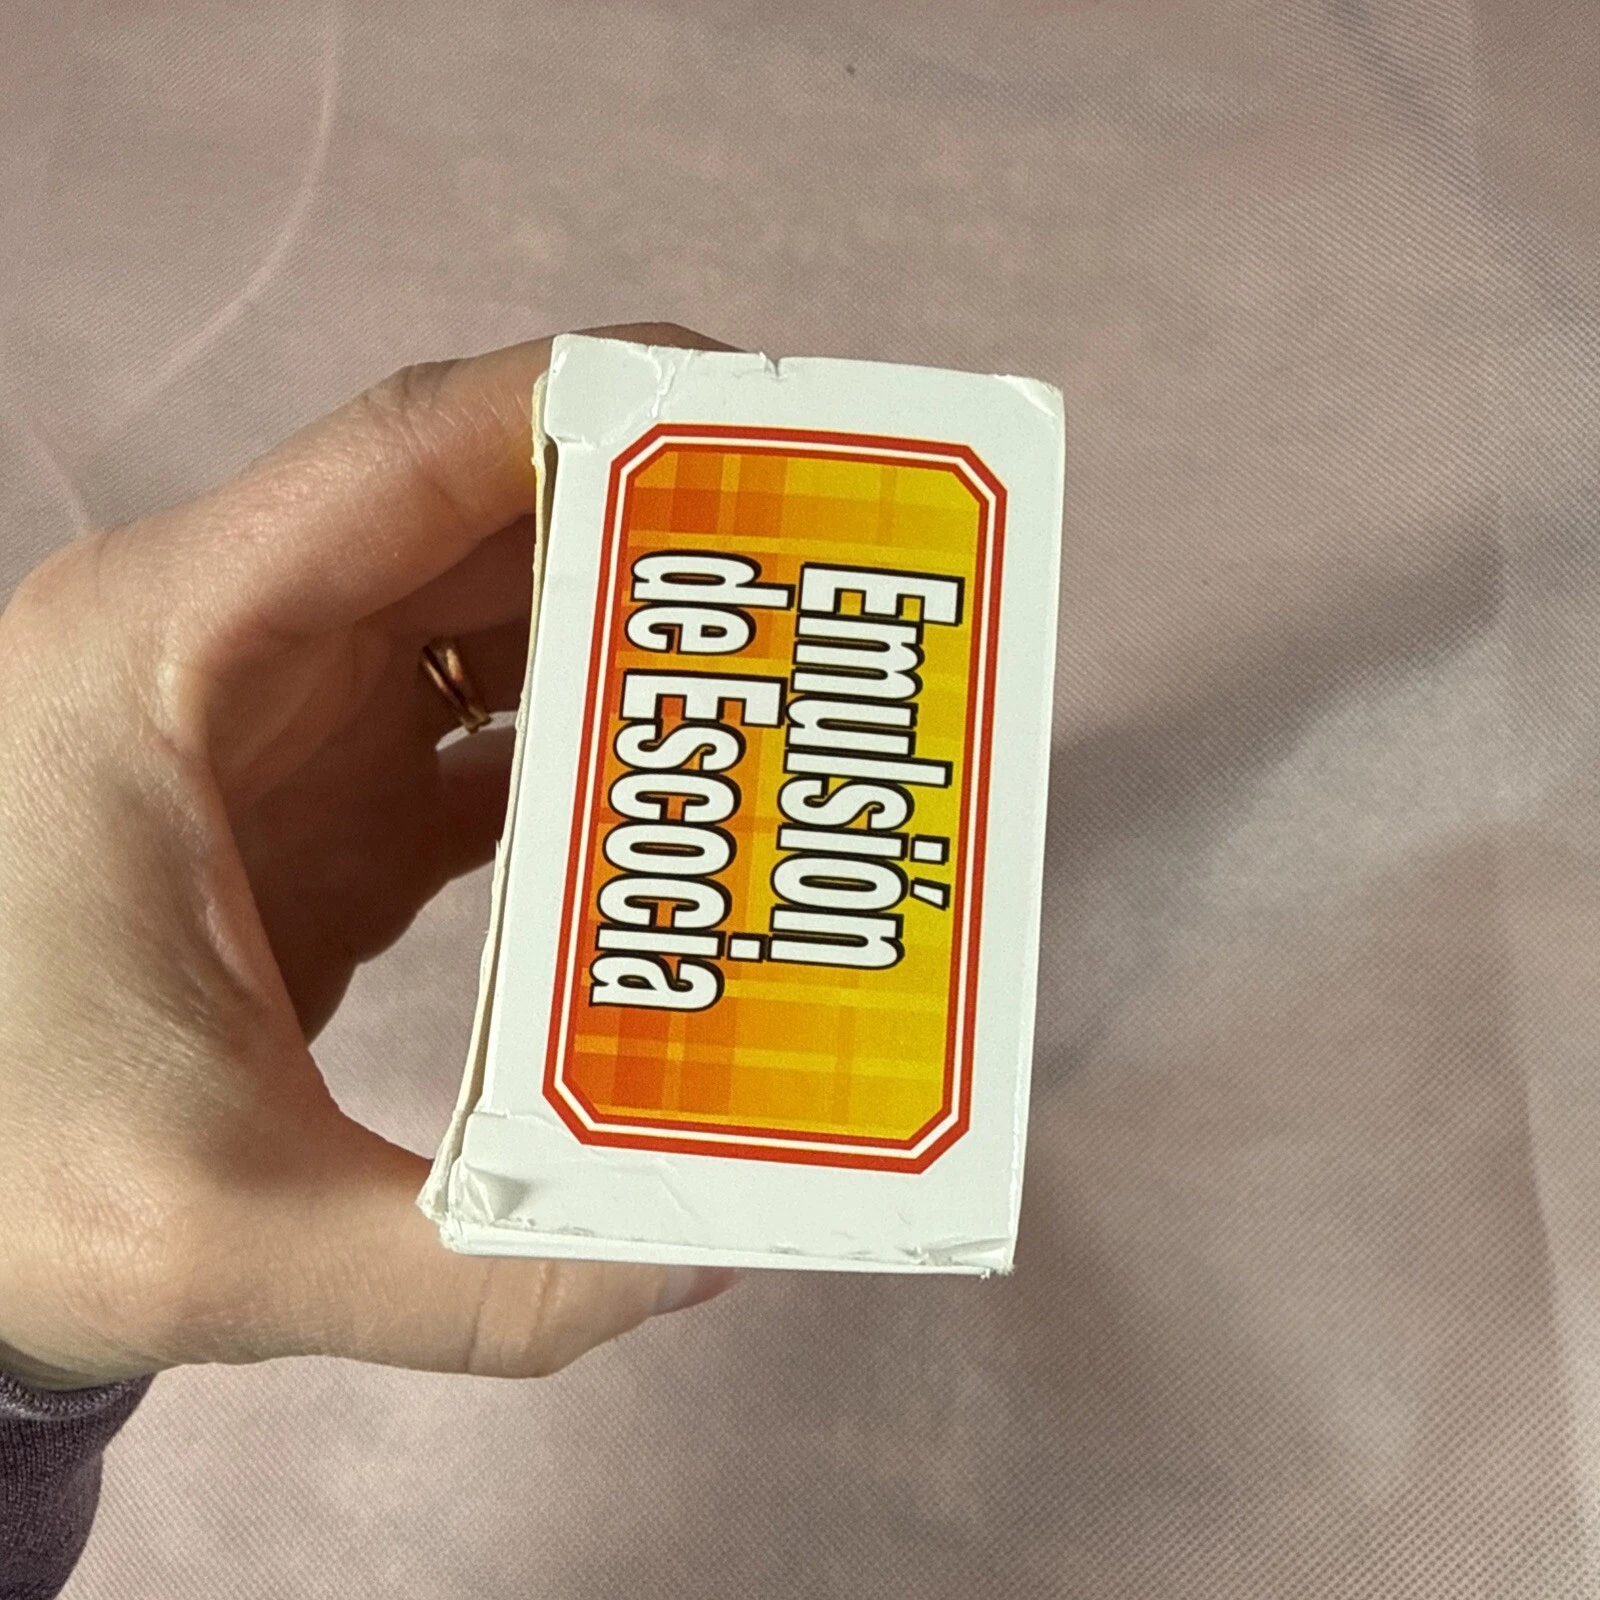 Emulsión
de Escocia